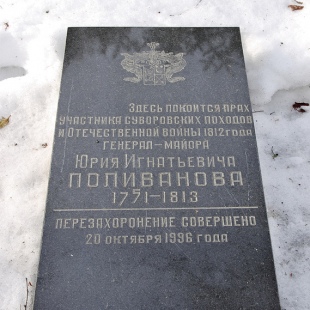 Здесь покоится прах
участника суворовских походов
и Отечественной войны 1812 года
генерал-майора
Юрия Игнатьевича
Поливанова
1751-1813
Перезахоронение совершено
20 октября 1996 года